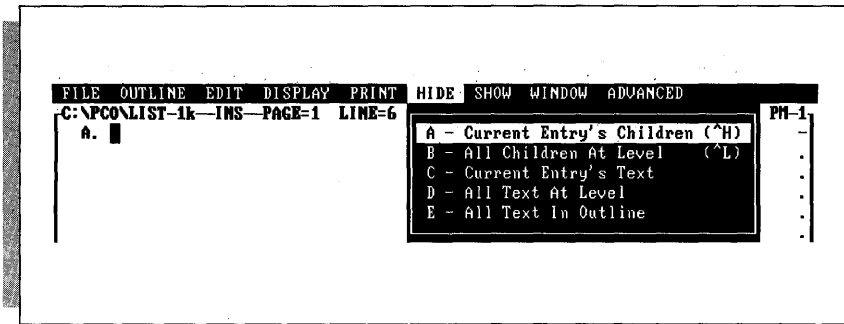 FILE OUTLINE EDIT DISPLAY PRINT HIDE SHOW WINDOW ADVANCED
C:\PCO\LIST-1k—INS—PAGE=1 LINE=6 PM-1
A.
A - Current Entry's Children (^H)
B - All Children At Level (^L)
C - Current Entry's Text
D - All Text At Level
E - All Text In Outline